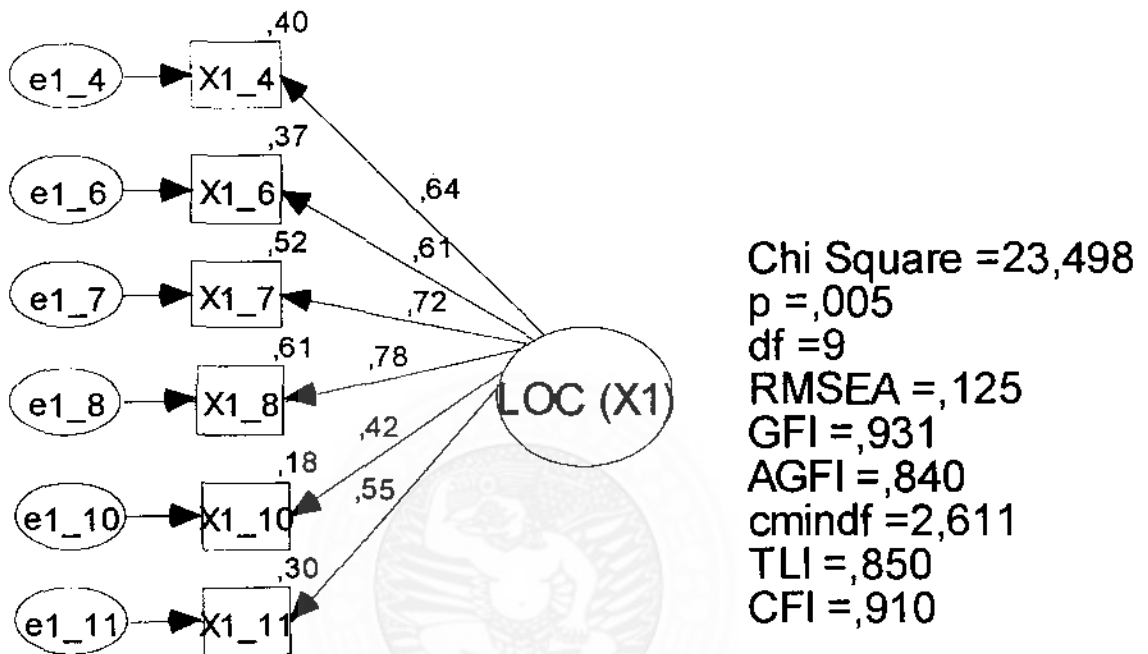 ,40
e1_4 X1_4
,37
e1_6 X1_6
,64
,61
,52
e1_7 X1_7
,72
,61
,78
e1_8 X1_8
LOC (X1)
,42
,18
,55
e1_10 X1_10
,30
e1_11 X1_11
Chi Square =23,498
p =,005
df =9
RMSEA =,125
GFI =,931
AGFI =,840
cmindf =2,611
TLI =,850
CFI =,910